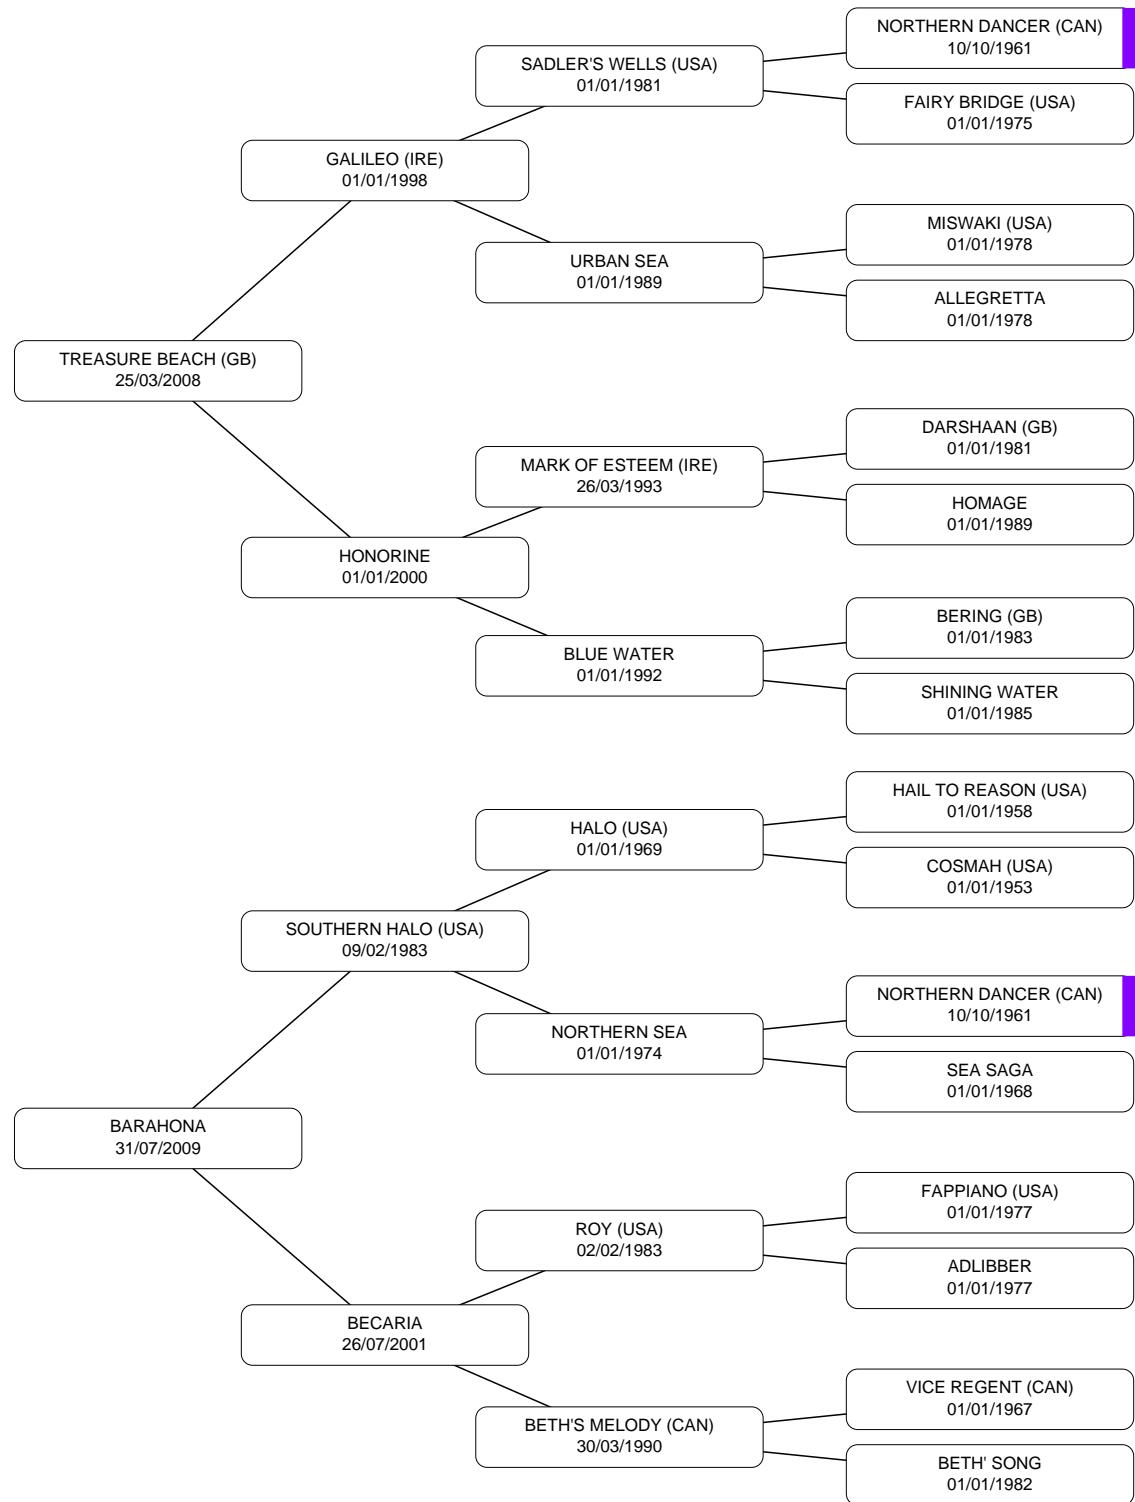 NORTHERN DANCER (CAN)
10/10/1961
SADLER'S WELLS (USA)
01/01/1981
FAIRY BRIDGE (USA)
01/01/1975
GALILEO (IRE)
01/01/1998
MISWAKI (USA)
01/01/1978
URBAN SEA
01/01/1989
ALLEGRETTA
01/01/1978
TREASURE BEACH (GB)
25/03/2008
DARSHAAN (GB)
01/01/1981
MARK OF ESTEEM (IRE)
26/03/1993
HOMAGE
01/01/1989
HONORINE
01/01/2000
BERING (GB)
01/01/1983
BLUE WATER
01/01/1992
SHINING WATER
01/01/1985
HAIL TO REASON (USA)
01/01/1958
HALO (USA)
01/01/1969
COSMAH (USA)
01/01/1953
SOUTHERN HALO (USA)
09/02/1983
NORTHERN DANCER (CAN)
10/10/1961
NORTHERN SEA
01/01/1974
SEA SAGA
01/01/1968
BARAHONA
31/07/2009
FAPPIANO (USA)
01/01/1977
ROY (USA)
02/02/1983
ADLIBBER
01/01/1977
BECARIA
26/07/2001
VICE REGENT (CAN)
01/01/1967
BETH'S MELODY (CAN)
30/03/1990
BETH' SONG
01/01/1982